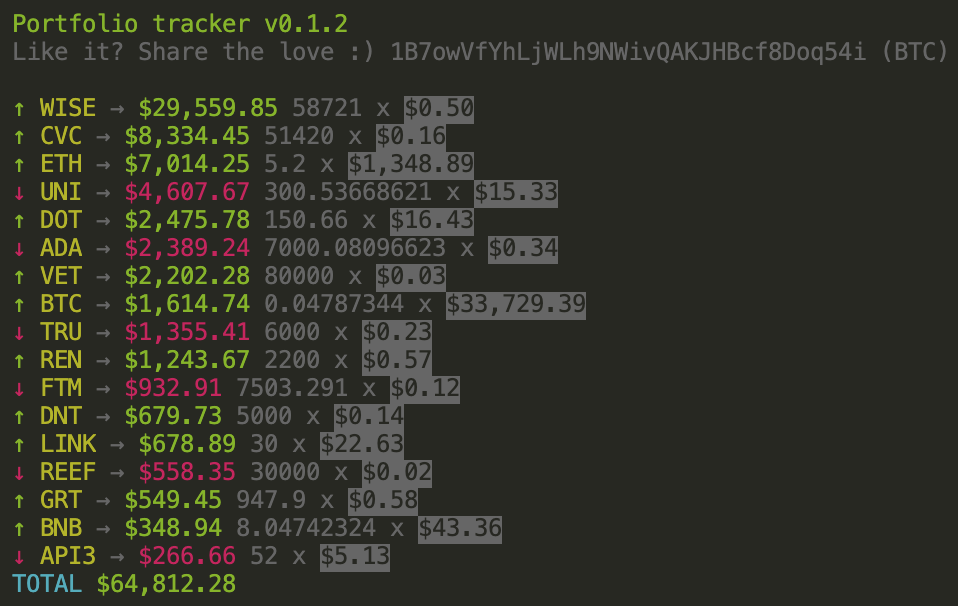 Portfolio tracker v0.1.2
Like it? Share the love :) 1B7owVfYhLjWLh9NWivQAKJHBcf8Doq54i (BTC)
↑ WISE → $29,559.85 58721 x $0.50
↑ CVC → $8,334.45 51420 x $0.16
↑ ETH → $7,014.25 5.2 x $1,348.89
↓ UNI → $4,607.67 300.53668621 x $15.33
↑ DOT → $2,475.78 150.66 x $16.43
↓ ADA → $2,389.24 7000.08096623 x $0.34
↑ VET → $2,202.28 80000 x $0.03
↑ BTC → $1,614.74 0.04787344 x $33,729.39
↓ TRU → $1,355.41 6000 x $0.23
↑ REN → $1,243.67 2200 x $0.57
↓ FTM → $932.91 7503.291 x $0.12
↑ DNT → $679.73 5000 x $0.14
↑ LINK → $678.89 30 x $22.63
↓ REEF → $558.35 30000 x $0.02
↑ GRT → $549.45 947.9 x $0.58
↑ BNB → $348.94 8.04742324 x $43.36
↓ API3 → $266.66 52 x $5.13
TOTAL $64,812.28